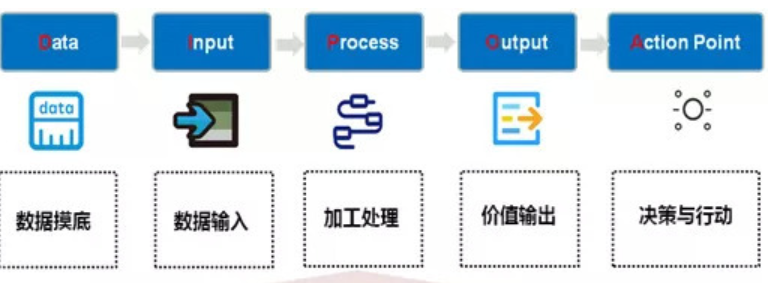 Data
Input
Process
Output
Action Point
data
数据摸底
数据输入
加工处理
价值输出
决策与行动